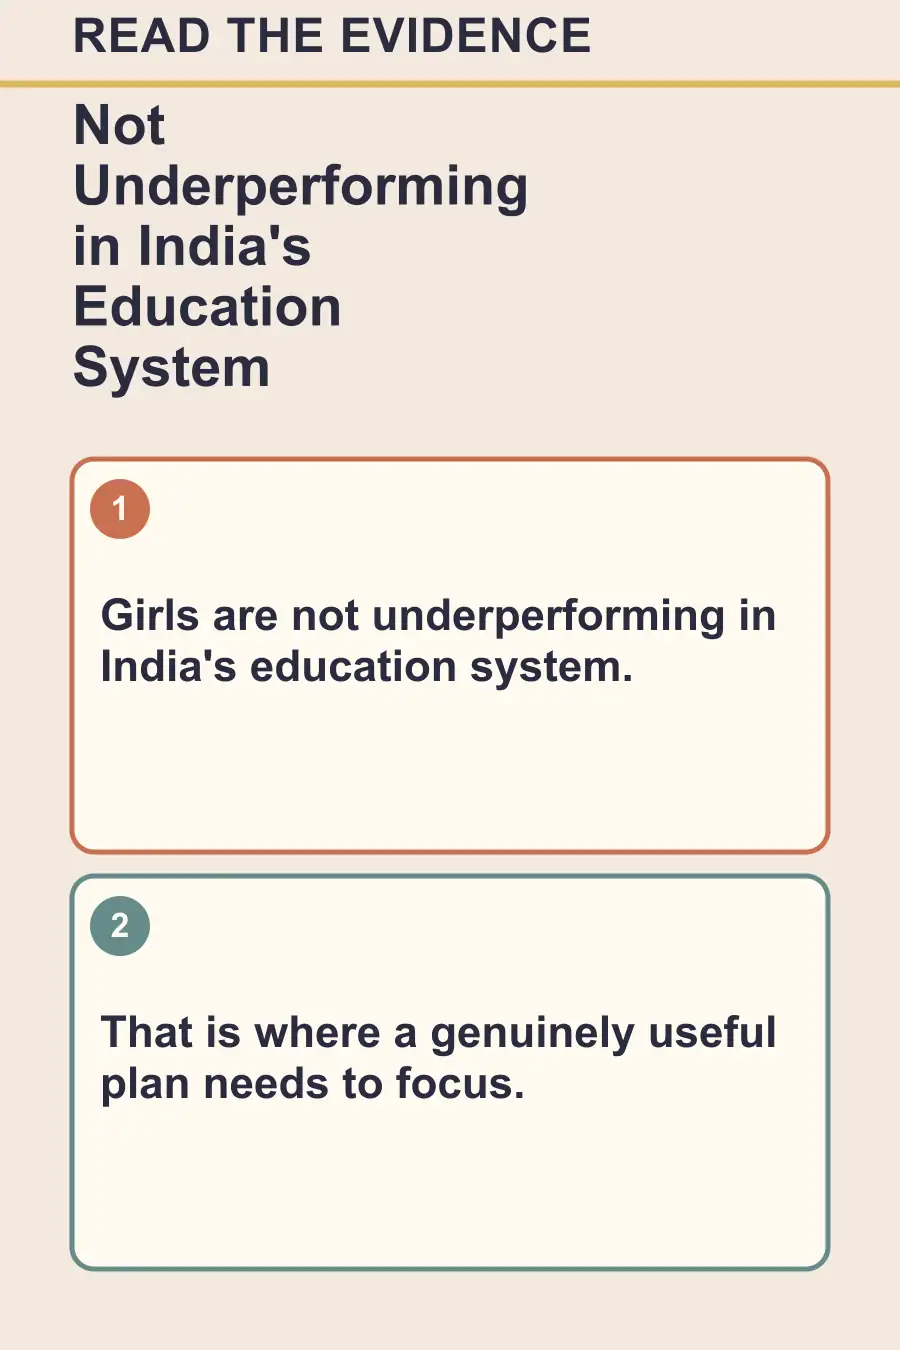 READ THE EVIDENCE
Not
Underperforming
in India's
Education
System
1
Girls are not underperforming in
India's education system.
2
That is where a genuinely useful
plan needs to focus.